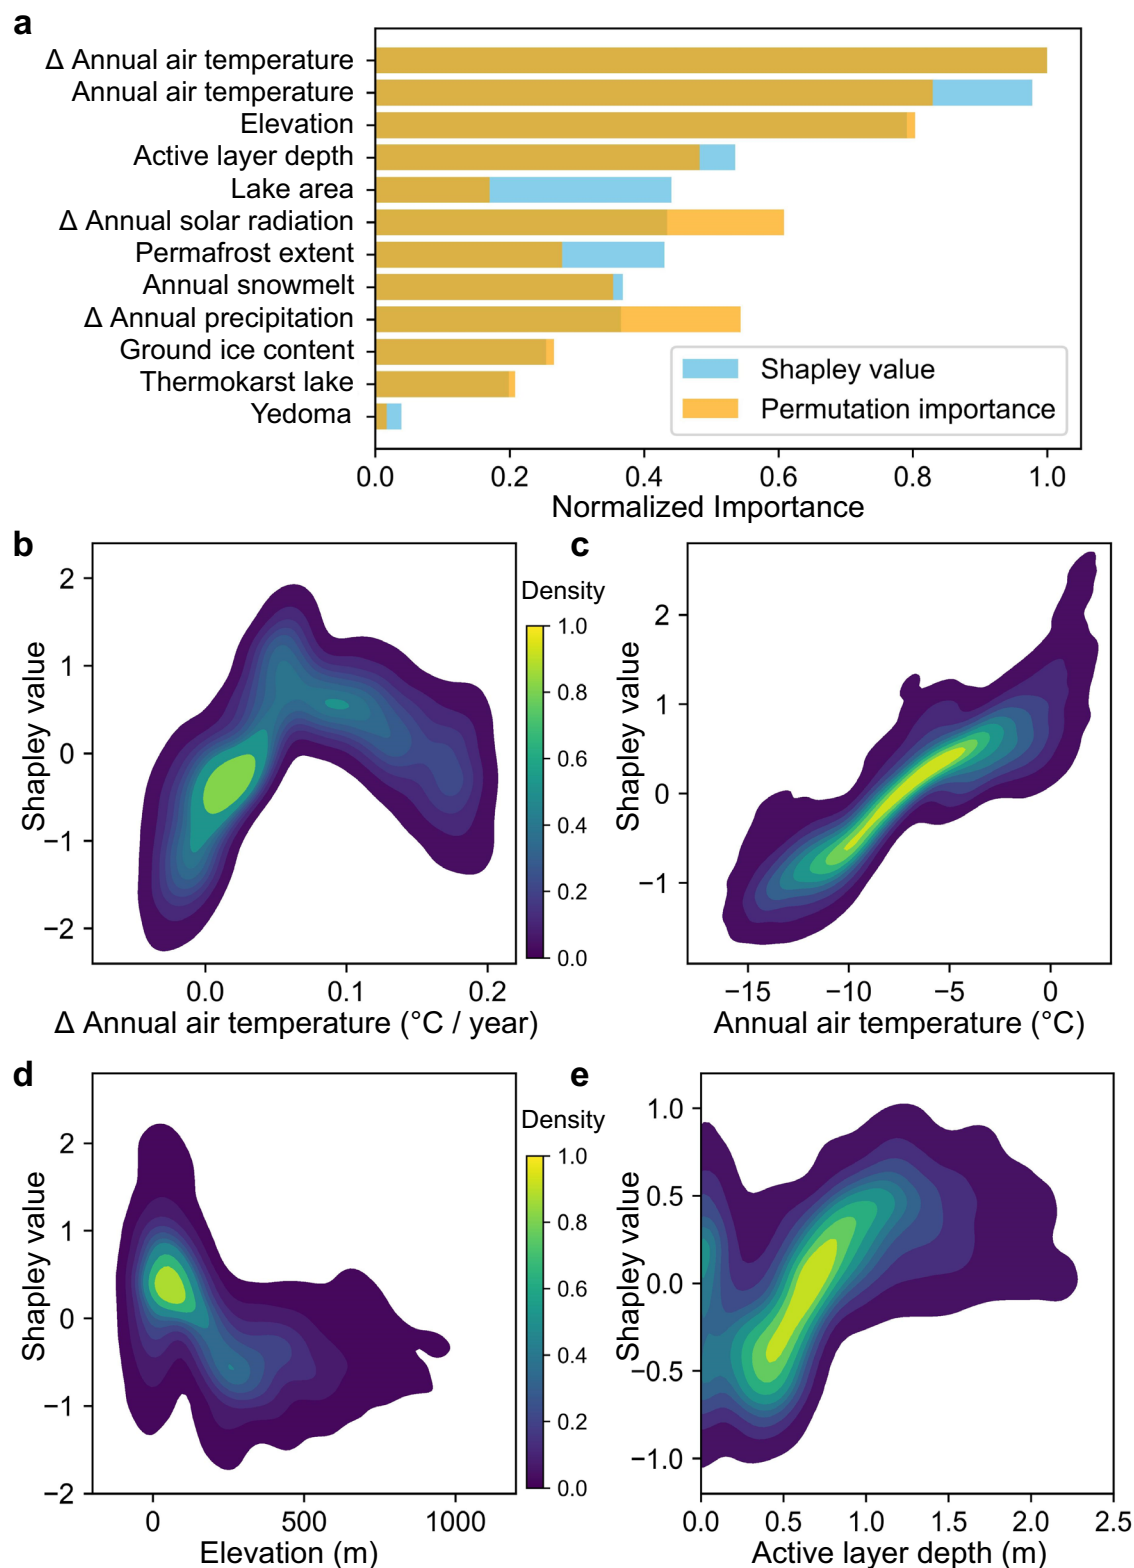 a
Δ Annual air temperature
Annual air temperature
Elevation
Active layer depth
Lake area
Δ Annual solar radiation
Permafrost extent
Annual snowmelt
Δ Annual precipitation
Ground ice content
Thermokarst lake
Yedoma
Shapley value
Permutation importance
0.0 0.2 0.4 0.6 0.8 1.0
Normalized Importance
b
2
1
0
−1
−2
Shapley value
0.0 0.1 0.2
Δ Annual air temperature (°C / year)
Density
1.0
0.8
0.6
0.4
0.2
0.0
c
2
1
0
−1
Shapley value
−15 −10 −5 0
Annual air temperature (°C)
d
2
1
0
−1
−2
Shapley value
0 500 1000
Elevation (m)
Density
1.0
0.8
0.6
0.4
0.2
0.0
e
1.0
0.5
0.0
−0.5
−1.0
Shapley value
0.0 0.5 1.0 1.5 2.0 2.5
Active layer depth (m)